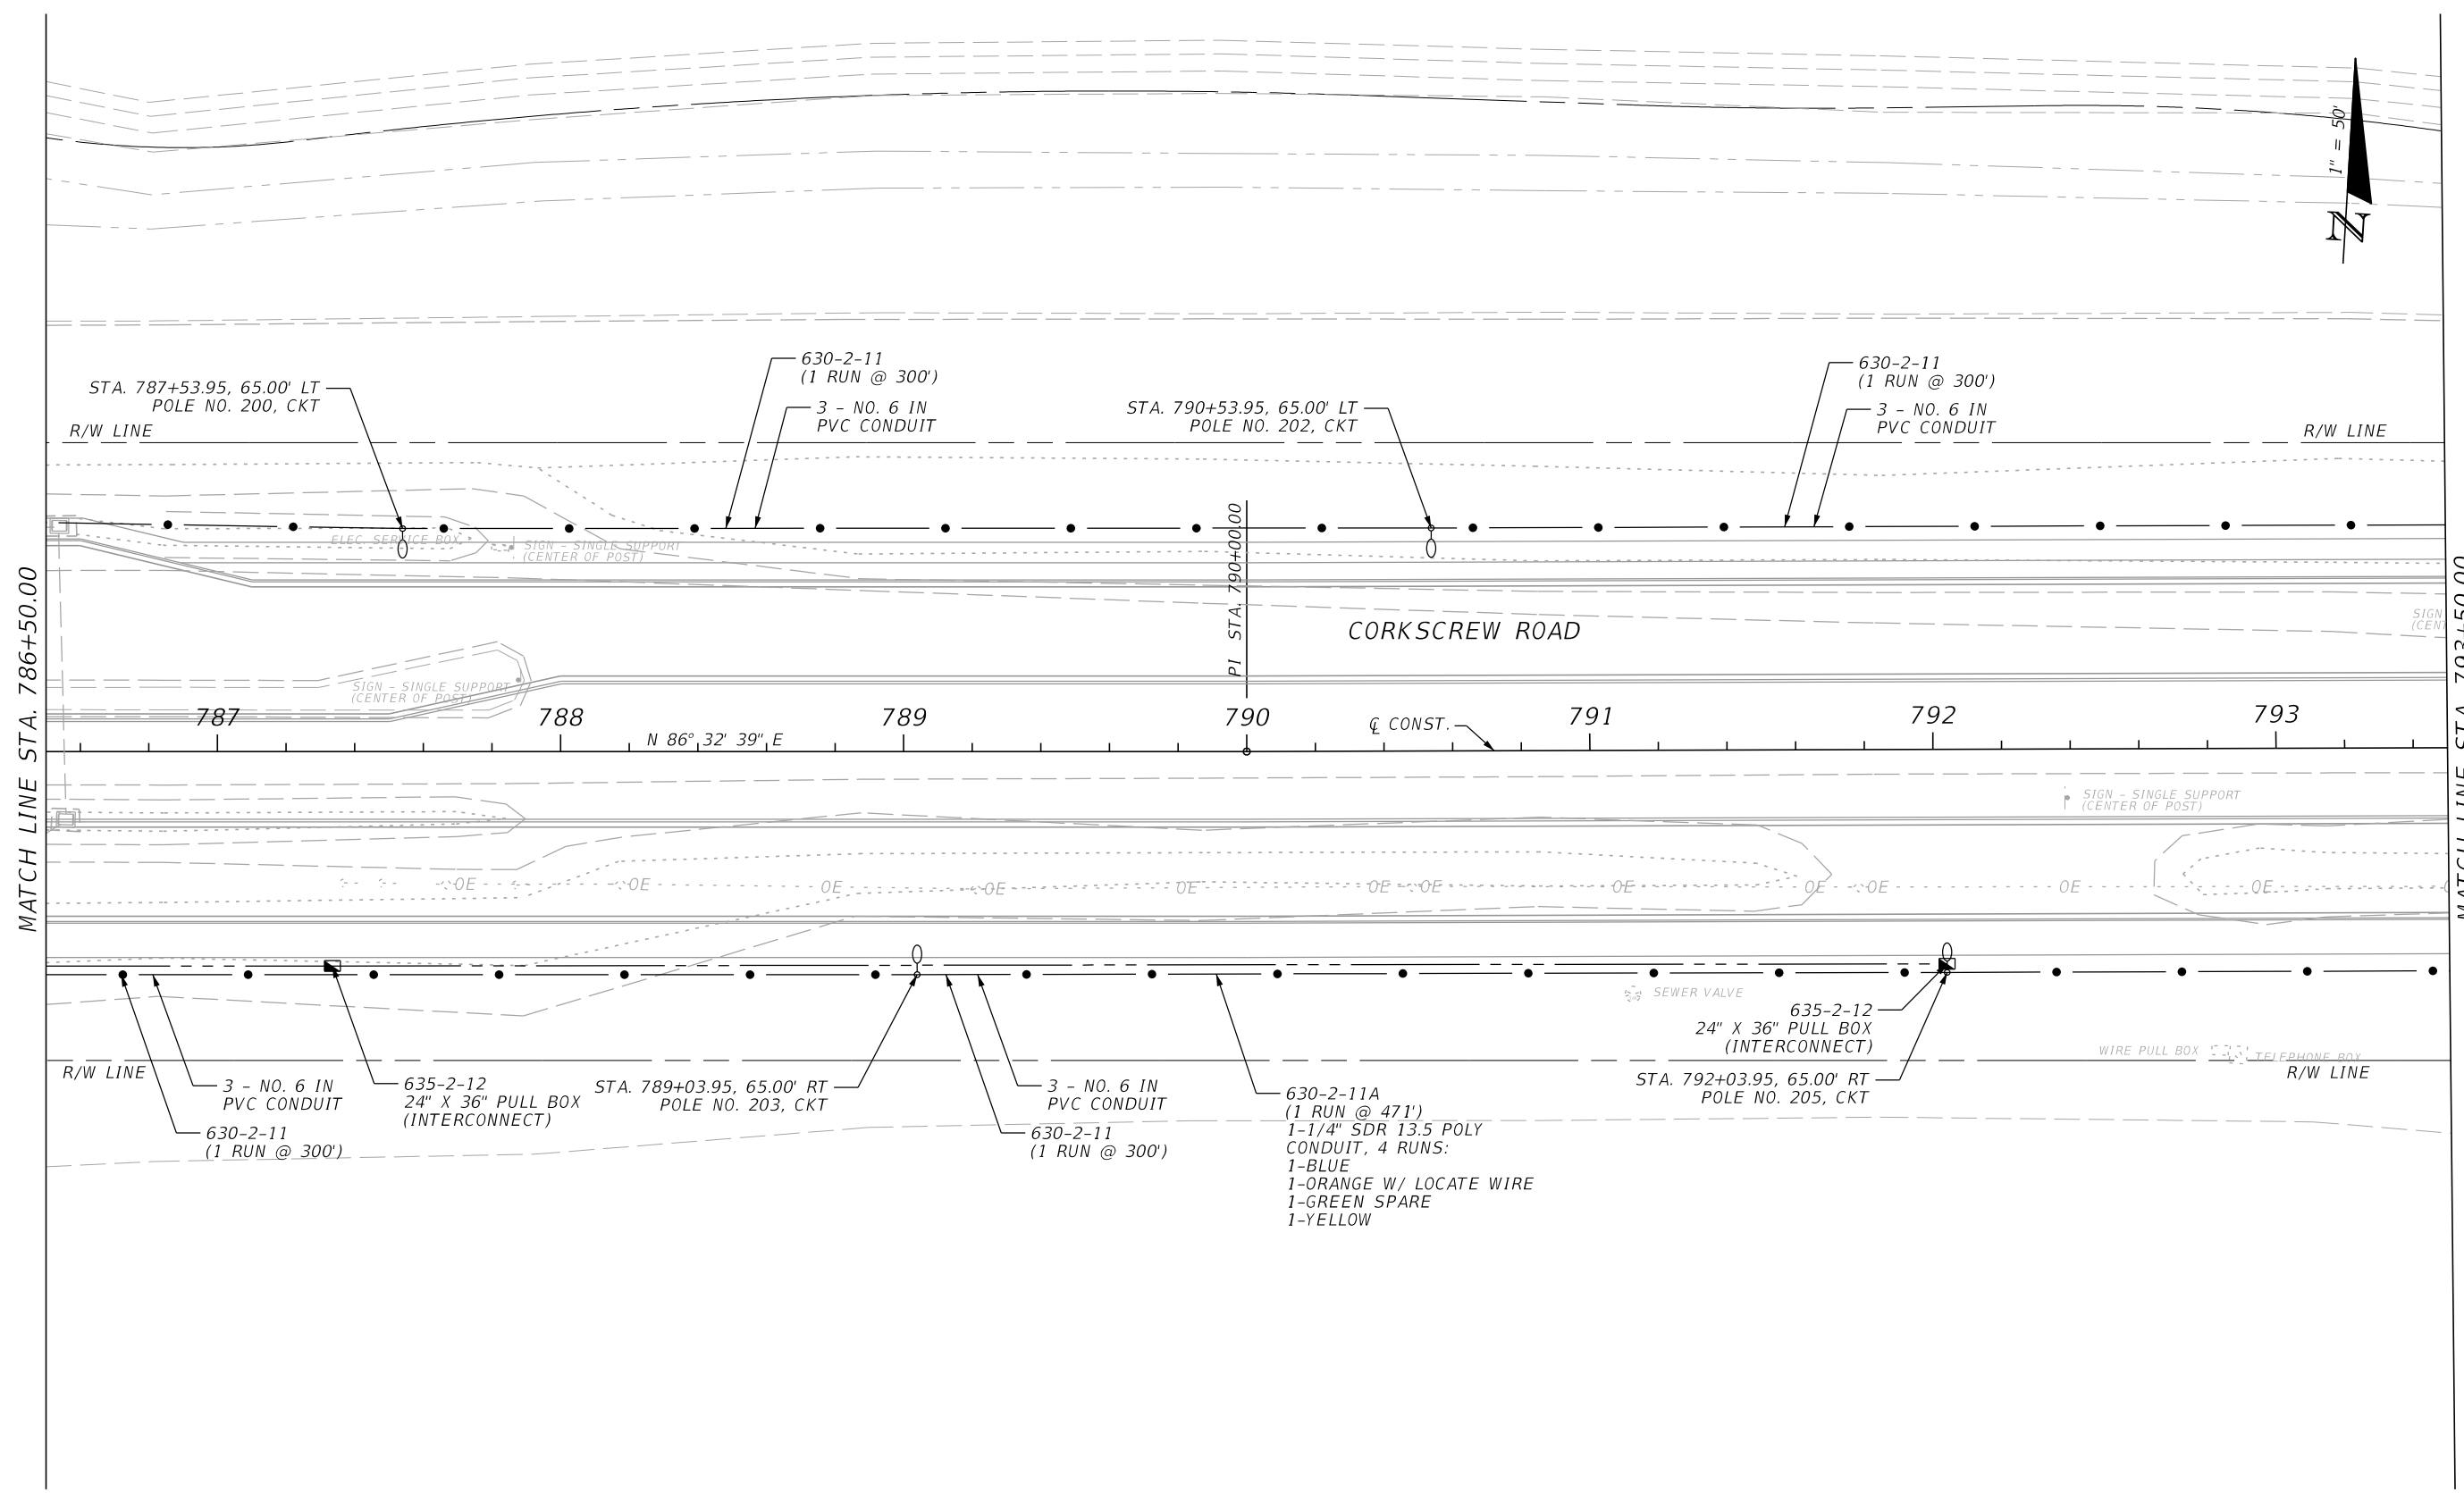 1" = 50'
N
630-2-11
(1 RUN @ 300')
3 - NO. 6 IN
PVC CONDUIT
STA. 787+53.95, 65.00' LT
POLE NO. 200, CKT
R/W LINE
STA. 790+53.95, 65.00' LT
POLE NO. 202, CKT
630-2-11
(1 RUN @ 300')
3 - NO. 6 IN
PVC CONDUIT
R/W LINE
ELEC. SERVICE BOX
SIGN - SINGLE SUPPORT
(CENTER OF POST)
PI STA. 790+00.00
CORKSCREW ROAD
SIGN
(CENT
MATCH LINE STA. 786+50.00
MATCH LINE STA. 793+50.00
SIGN - SINGLE SUPPORT
(CENTER OF POST)
787
788
789
790
791
792
793
N 86° 32' 39" E
℄ CONST.
SIGN - SINGLE SUPPORT
(CENTER OF POST)
OE OE OE OE OE OE OE OE OE OE OE OE
SEWER VALVE
635-2-12
24" X 36" PULL BOX
(INTERCONNECT)
WIRE PULL BOX
TELEPHONE BOX
R/W LINE
R/W LINE
3 - NO. 6 IN
PVC CONDUIT
630-2-11
(1 RUN @ 300')
635-2-12
24" X 36" PULL BOX
(INTERCONNECT)
STA. 789+03.95, 65.00' RT
POLE NO. 203, CKT
3 - NO. 6 IN
PVC CONDUIT
630-2-11
(1 RUN @ 300')
630-2-11A
(1 RUN @ 471')
1-1/4" SDR 13.5 POLY
CONDUIT, 4 RUNS:
1-BLUE
1-ORANGE W/ LOCATE WIRE
1-GREEN SPARE
1-YELLOW
STA. 792+03.95, 65.00' RT
POLE NO. 205, CKT